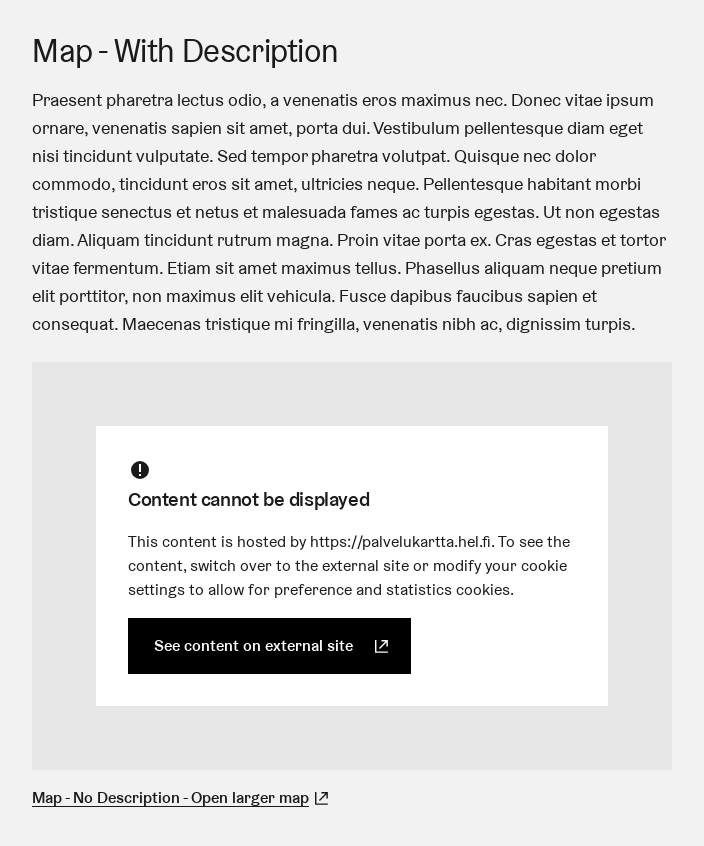 Map - With Description
Praesent pharetra lectus odio, a venenatis eros maximus nec. Donec vitae ipsum
ornare, venenatis sapien sit amet, porta dui. Vestibulum pellentesque diam eget
nisi tincidunt vulputate. Sed tempor pharetra volutpat. Quisque nec dolor
commodo, tincidunt eros sit amet, ultricies neque. Pellentesque habitant morbi
tristique senectus et netus et malesuada fames ac turpis egestas. Ut non egestas
diam. Aliquam tincidunt rutrum magna. Proin vitae porta ex. Cras egestas et tortor
vitae fermentum. Etiam sit amet maximus tellus. Phasellus aliquam neque pretium
elit porttitor, non maximus elit vehicula. Fusce dapibus faucibus sapien et
consequat. Maecenas tristique mi fringilla, venenatis nibh ac, dignissim turpis.
Content cannot be displayed
This content is hosted by https://palvelukartta.hel.fi. To see the
content, switch over to the external site or modify your cookie
settings to allow for preference and statistics cookies.
See content on external site
Map - No Description - Open larger map